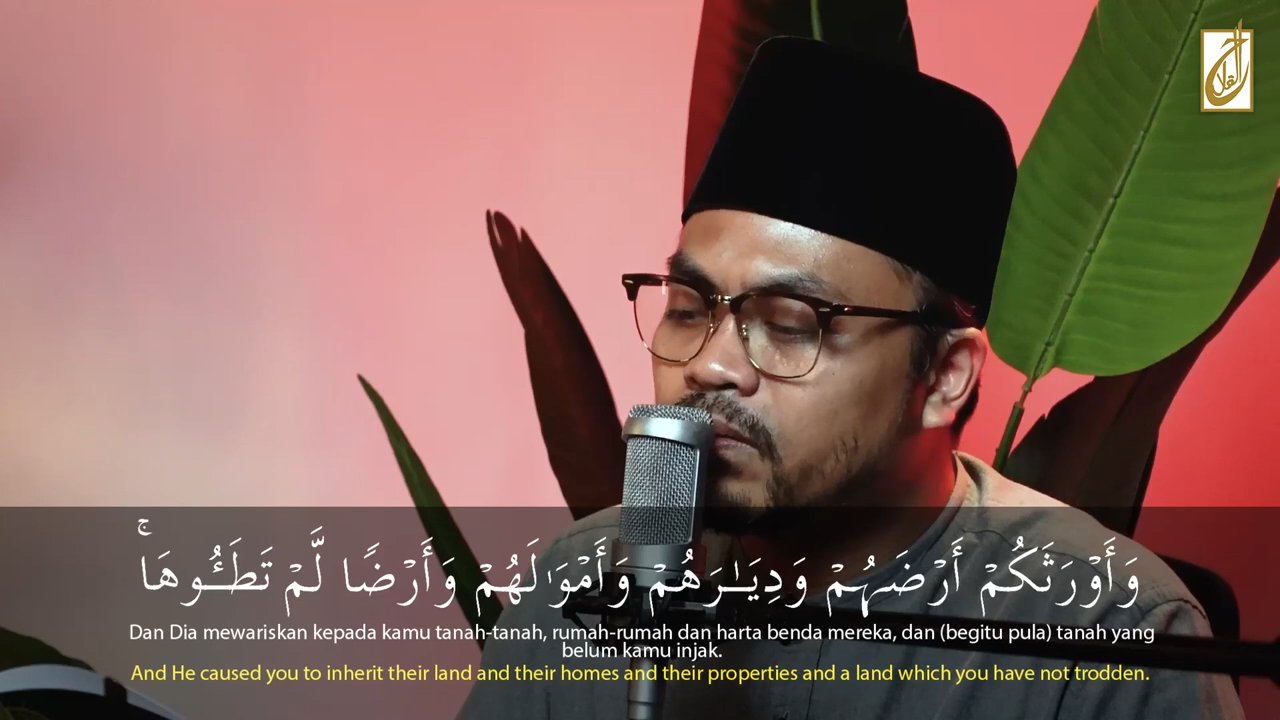 وَأَوۡرَثَكُمۡ أَرۡضَهُمۡ وَدِيَٰرَهُمۡ وَأَمۡوَٰلَهُمۡ وَأَرۡضٗا لَّمۡ تَطَـُٔوهَاۚ
Dan Dia mewariskan kepada kamu tanah-tanah, rumah-rumah dan harta benda mereka, dan (begitu pula) tanah yang
belum kamu injak.
And He caused you to inherit their land and their homes and their properties and a land which you have not trodden.